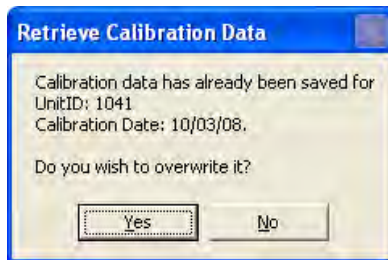 Retrieve Calibration Data
Calibration data has already been saved for
UnitID: 1041
Calibration Date: 10/03/08.
Do you wish to overwrite it?
Yes
No